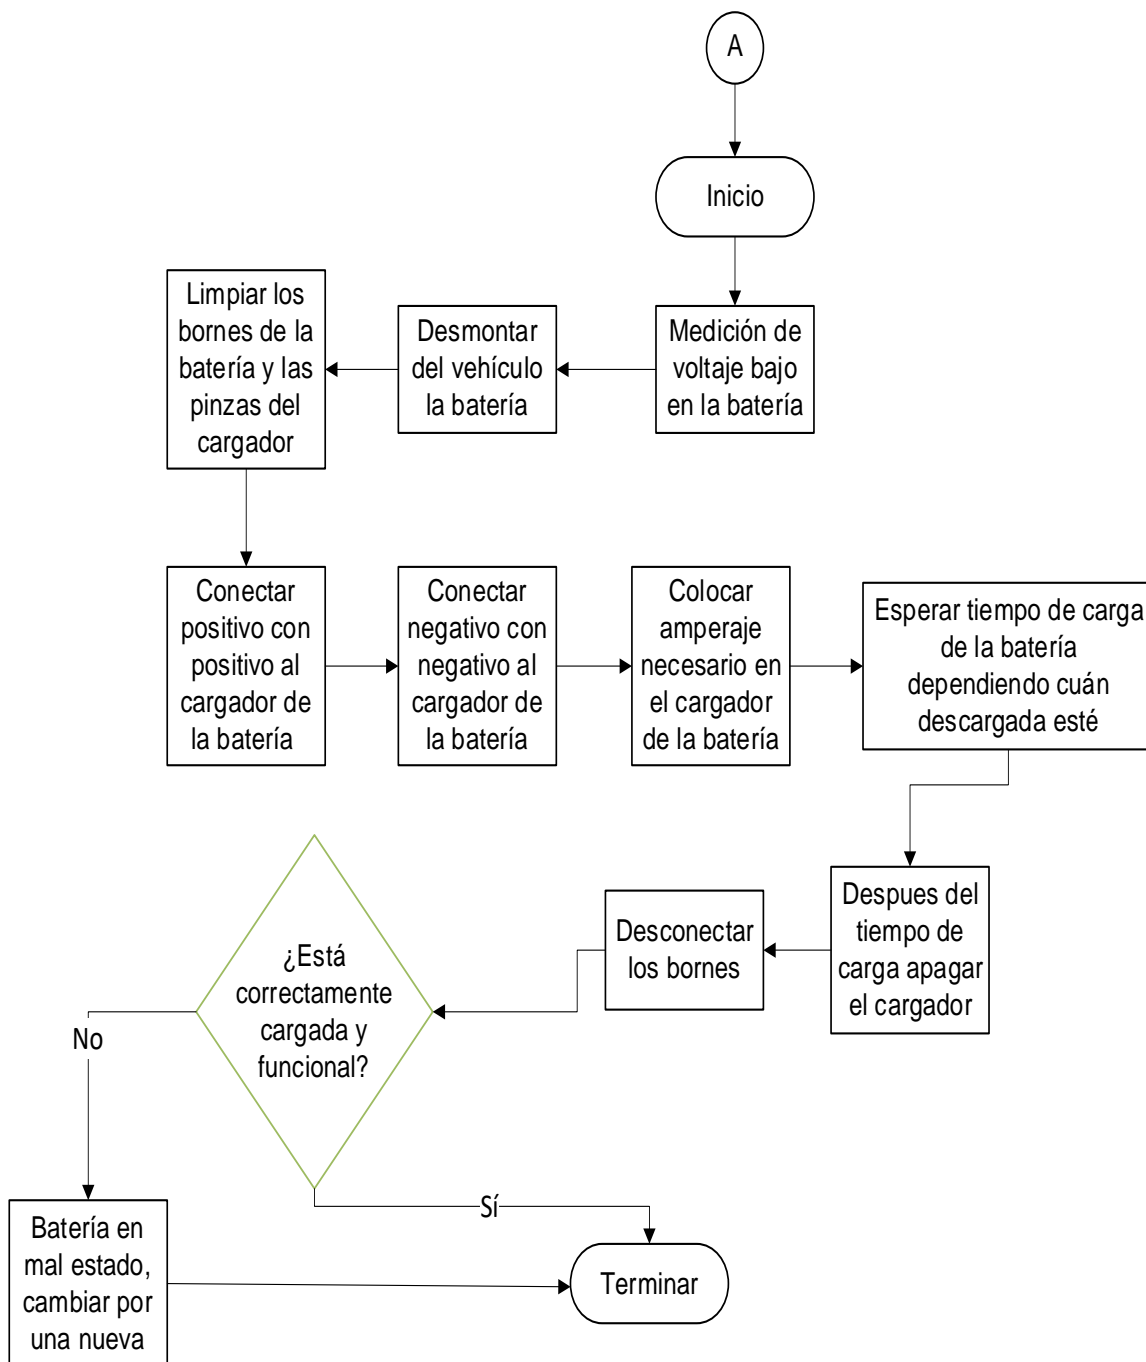 A
Inicio
Medición de
voltaje bajo
en la batería
Desmontar
del vehículo
la batería
Limpiar los
bornes de la
batería y las
pinzas del
cargador
Conectar
positivo con
positivo al
cargador de
la batería
Conectar
negativo con
negativo al
cargador de
la batería
Colocar
amperaje
necesario en
el cargador
de la batería
Esperar tiempo de carga
de la batería
dependiendo cuán
descargada esté
Despues del
tiempo de
carga apagar
el cargador
Desconectar
los bornes
¿Está
correctamente
cargada y
funcional?
No
Sí
Batería en
mal estado,
cambiar por
una nueva
Terminar